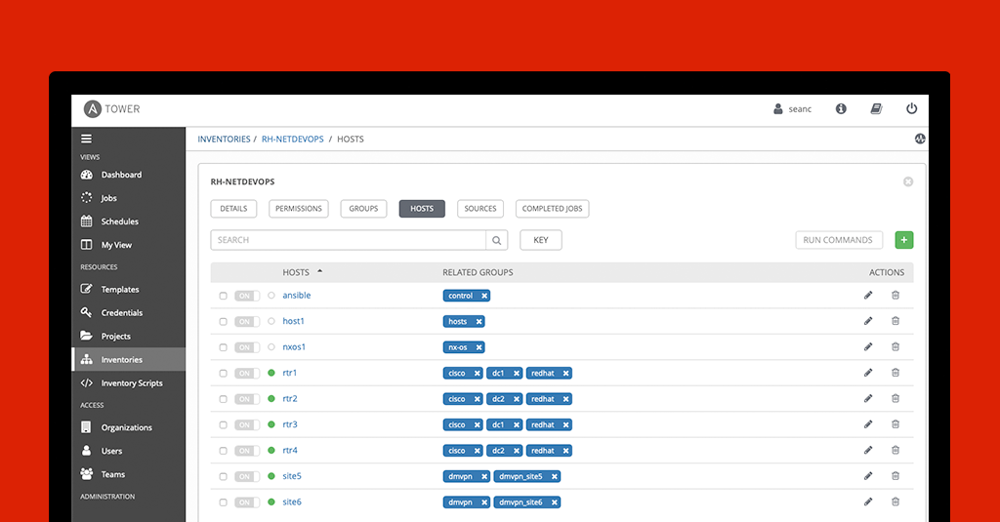 A TOWER
seanc
INVENTORIES / RH-NETDEVOPS / HOSTS
VIEWS
Dashboard
Jobs
Schedules
My View
RESOURCES
Templates
Credentials
Projects
Inventories
Inventory Scripts
ACCESS
Organizations
Users
Teams
ADMINISTRATION
RH-NETDEVOPS
DETAILS PERMISSIONS GROUPS HOSTS SOURCES COMPLETED JOBS
SEARCH KEY RUN COMMANDS
HOSTS RELATED GROUPS ACTIONS
ON ansible control
ON host1 hosts
ON nxos1 nx-os
ON rtr1 cisco dc1 redhat
ON rtr2 cisco dc2 redhat
ON rtr3 cisco dc1 redhat
ON rtr4 cisco dc2 redhat
ON site5 dmvpn dmvpn_site5
ON site6 dmvpn dmvpn_site6